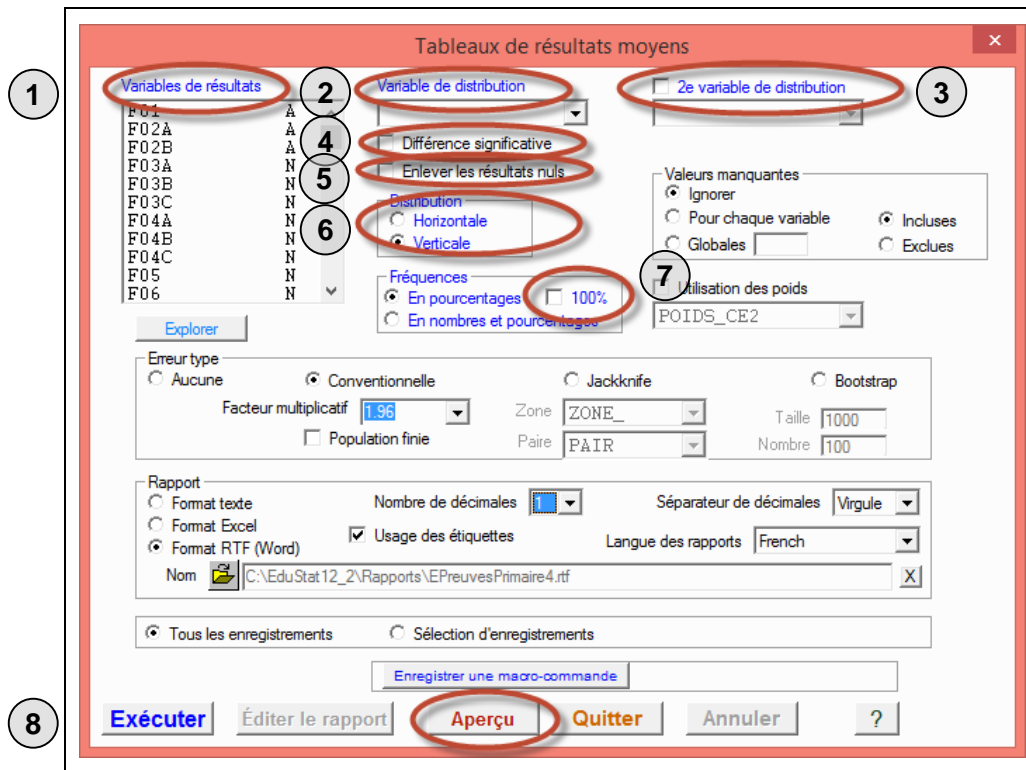 Tableaux de résultats moyens
×
1
Variables de résultats
2
Variable de distribution
2e variable de distribution
3
F01 A
F02A A
F02B A
F03A N
F03B N
F03C N
F04A N
F04B N
F04C N
F05 N
F06 N
4
Différence significative
5
Enlever les résultats nuls
6
Distribution
Horizontale
Verticale
Valeurs manquantes
Ignorer
Pour chaque variable
Incluses
Globales
Exclues
7
Fréquences
En pourcentages
100%
En nombres et pourcentages
Utilisation des poids
POIDS_CE2
Explorer
Erreur type
Aucune
Conventionnelle
Jackknife
Bootstrap
Facteur multiplicatif 1.96
Zone ZONE_
Taille 1000
Population finie
Paire PAIR
Nombre 100
Rapport
Format texte
Nombre de décimales 1
Séparateur de décimales Virgule
Format Excel
Usage des étiquettes
Langue des rapports French
Format RTF (Word)
Nom C:\EduStat12_2\Rapports\EPreuvesPrimaire4.rtf X
Tous les enregistrements
Sélection d'enregistrements
Enregistrer une macro-commande
8
Exécuter
Éditer le rapport
Aperçu
Quitter
Annuler
?